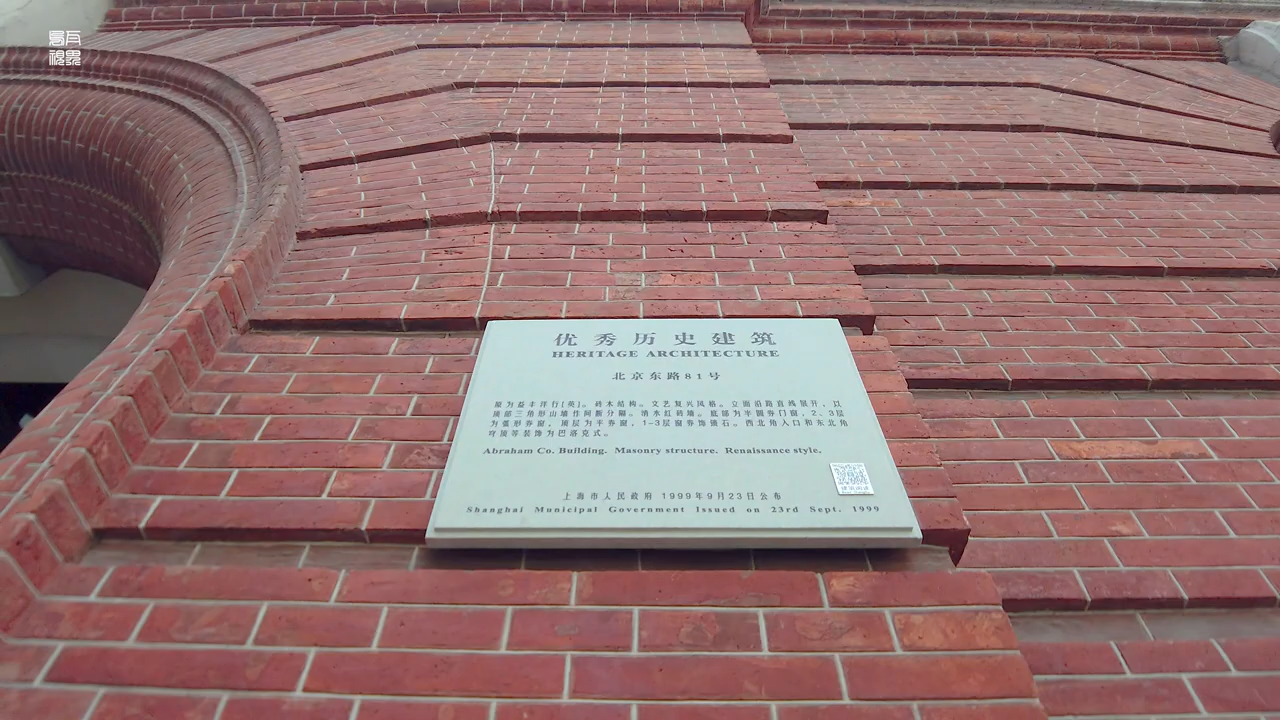 优秀历史建筑
HERITAGE ARCHITECTURE
北京东路81号
原为益丰洋行[英]。砖木结构。文艺复兴风格。立面沿路直线展开，以
顶部三角形山墙作间断分隔。清水红砖墙。底部为半圆券门窗，2、3层
为弧形券窗，顶层为平券窗，1-3层窗券饰锁石。西北角入口和东北角
穹顶等装饰为巴洛克式。
Abraham Co. Building. Masonry structure. Renaissance style.
上海市人民政府 1999年9月23日公布
Shanghai Municipal Government Issued on 23rd Sept. 1999